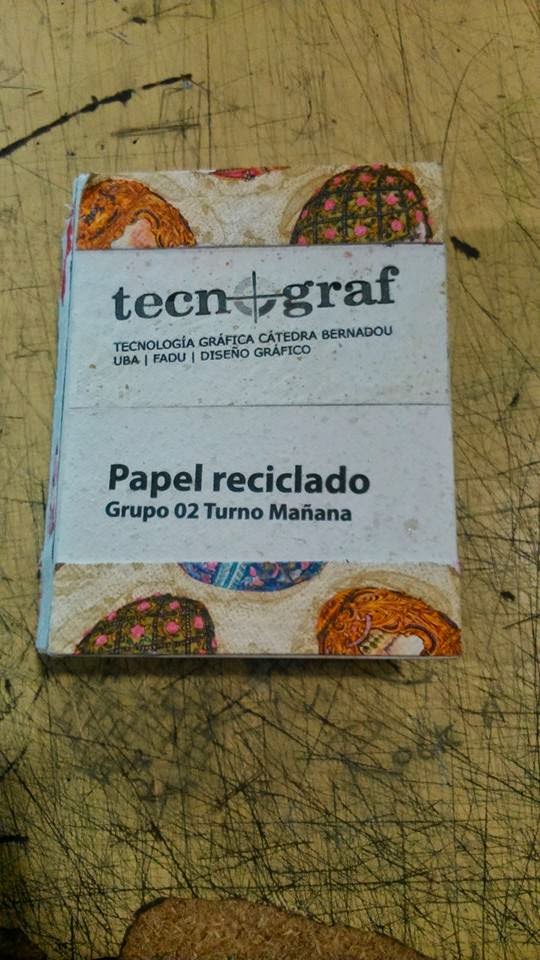 tecnograf
TECNOLOGÍA GRÁFICA CÁTEDRA BERNADOU
UBA | FADU | DISEÑO GRÁFICO
Papel reciclado
Grupo 02 Turno Mañana